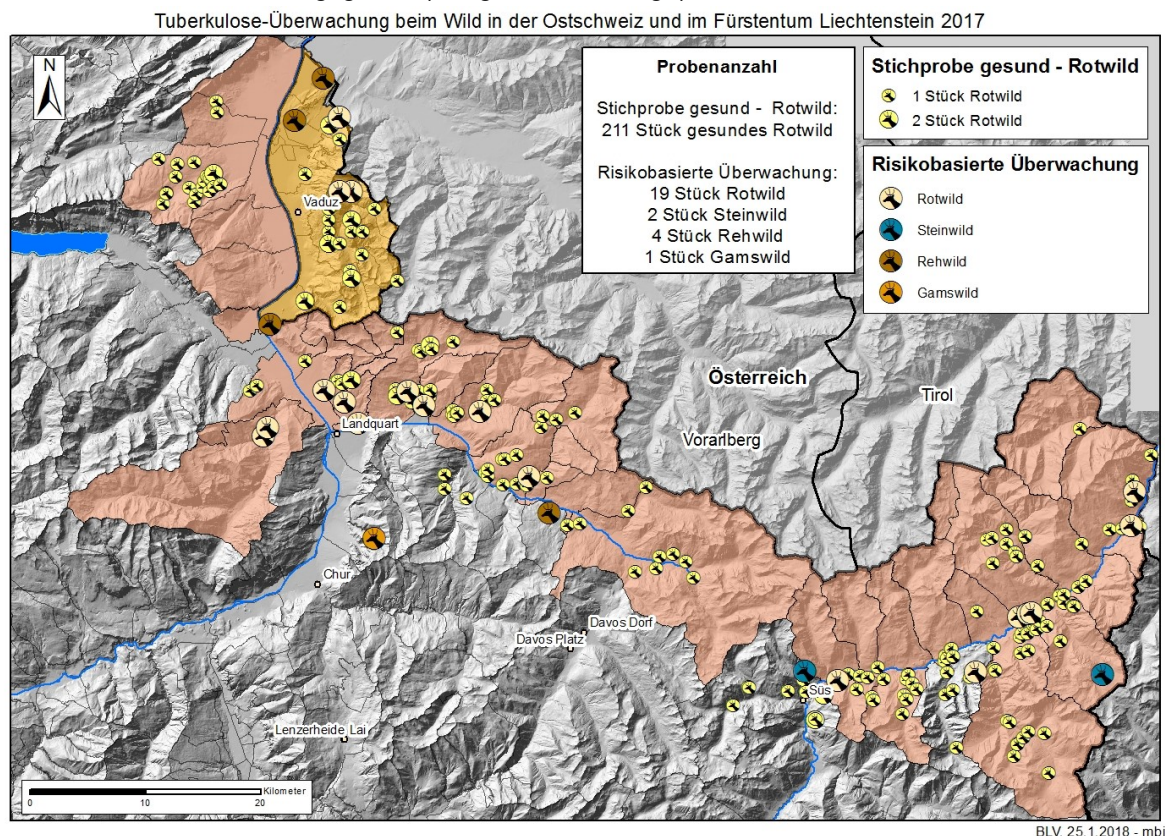 Tuberkulose-Überwachung beim Wild in der Ostschweiz und im Fürstentum Liechtenstein 2017
N
Probenanzahl
Stichprobe gesund - Rotwild:
211 Stück gesundes Rotwild
Risikobasierte Überwachung:
19 Stück Rotwild
2 Stück Steinwild
4 Stück Rehwild
1 Stück Gamswild
Stichprobe gesund - Rotwild
1 Stück Rotwild
2 Stück Rotwild
Risikobasierte Überwachung
Rotwild
Steinwild
Rehwild
Gamswild
Vaduz
Österreich
Tirol
Vorarlberg
Landquart
Chur
Davos Dorf
Davos Platz
Süs
Lenzerheide Lai
Kilometer
0 10 20
BLV, 25.1.2018 - mbi